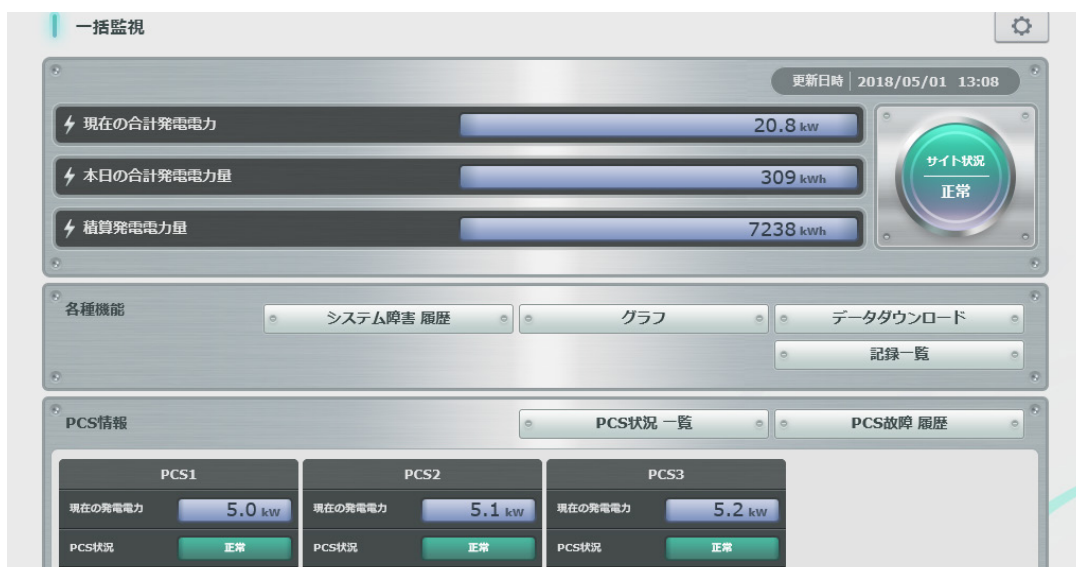 一括監視
更新日時 2018/05/01 13:08
現在の合計発電電力 20.8 kW
本日の合計発電電力量 309 kWh
積算発電電力量 7238 kWh
サイト状況
正常
各種機能
システム障害 履歴 グラフ データダウンロード
記録一覧
PCS情報 PCS状況 一覧 PCS故障 履歴
PCS1 PCS2 PCS3
現在の発電電力 5.0 kW 現在の発電電力 5.1 kW 現在の発電電力 5.2 kW
PCS状況 正常 PCS状況 正常 PCS状況 正常